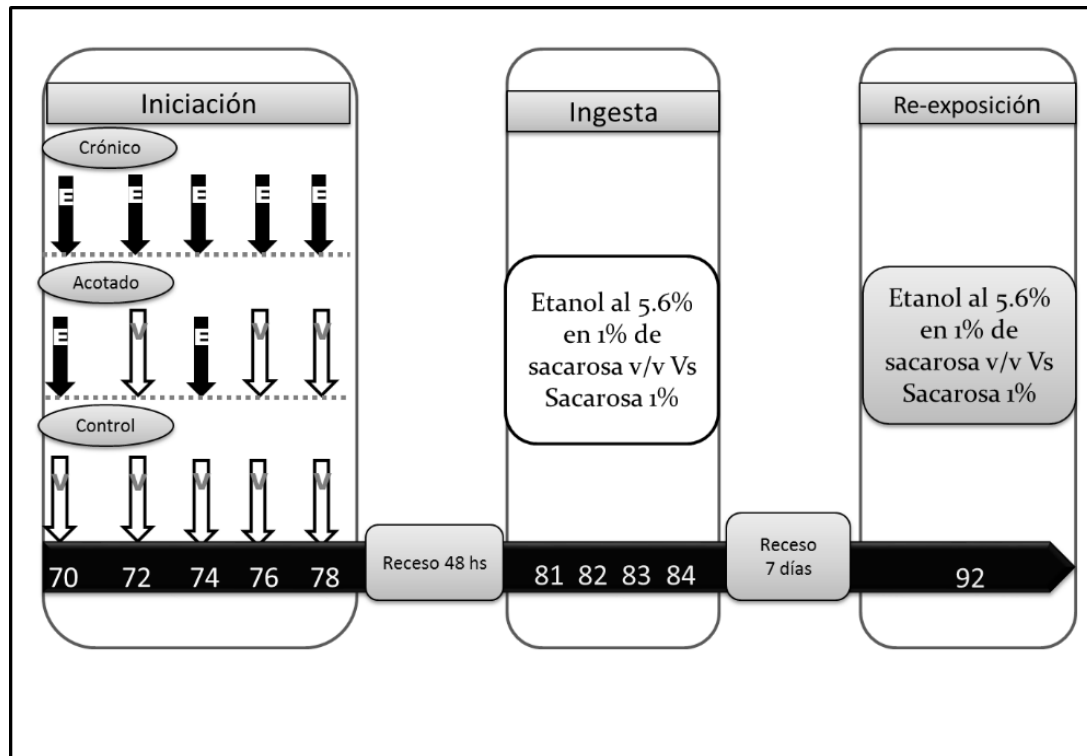 Iniciación
Crónico
E E E E E
Acotado
E V E V V
Control
V V V V V
70 72 74 76 78
Receso 48 hs
Ingesta
Etanol al 5.6%
en 1% de
sacarosa v/v Vs
Sacarosa 1%
81 82 83 84
Receso
7 días
Re-exposición
Etanol al 5.6%
en 1% de
sacarosa v/v Vs
Sacarosa 1%
92